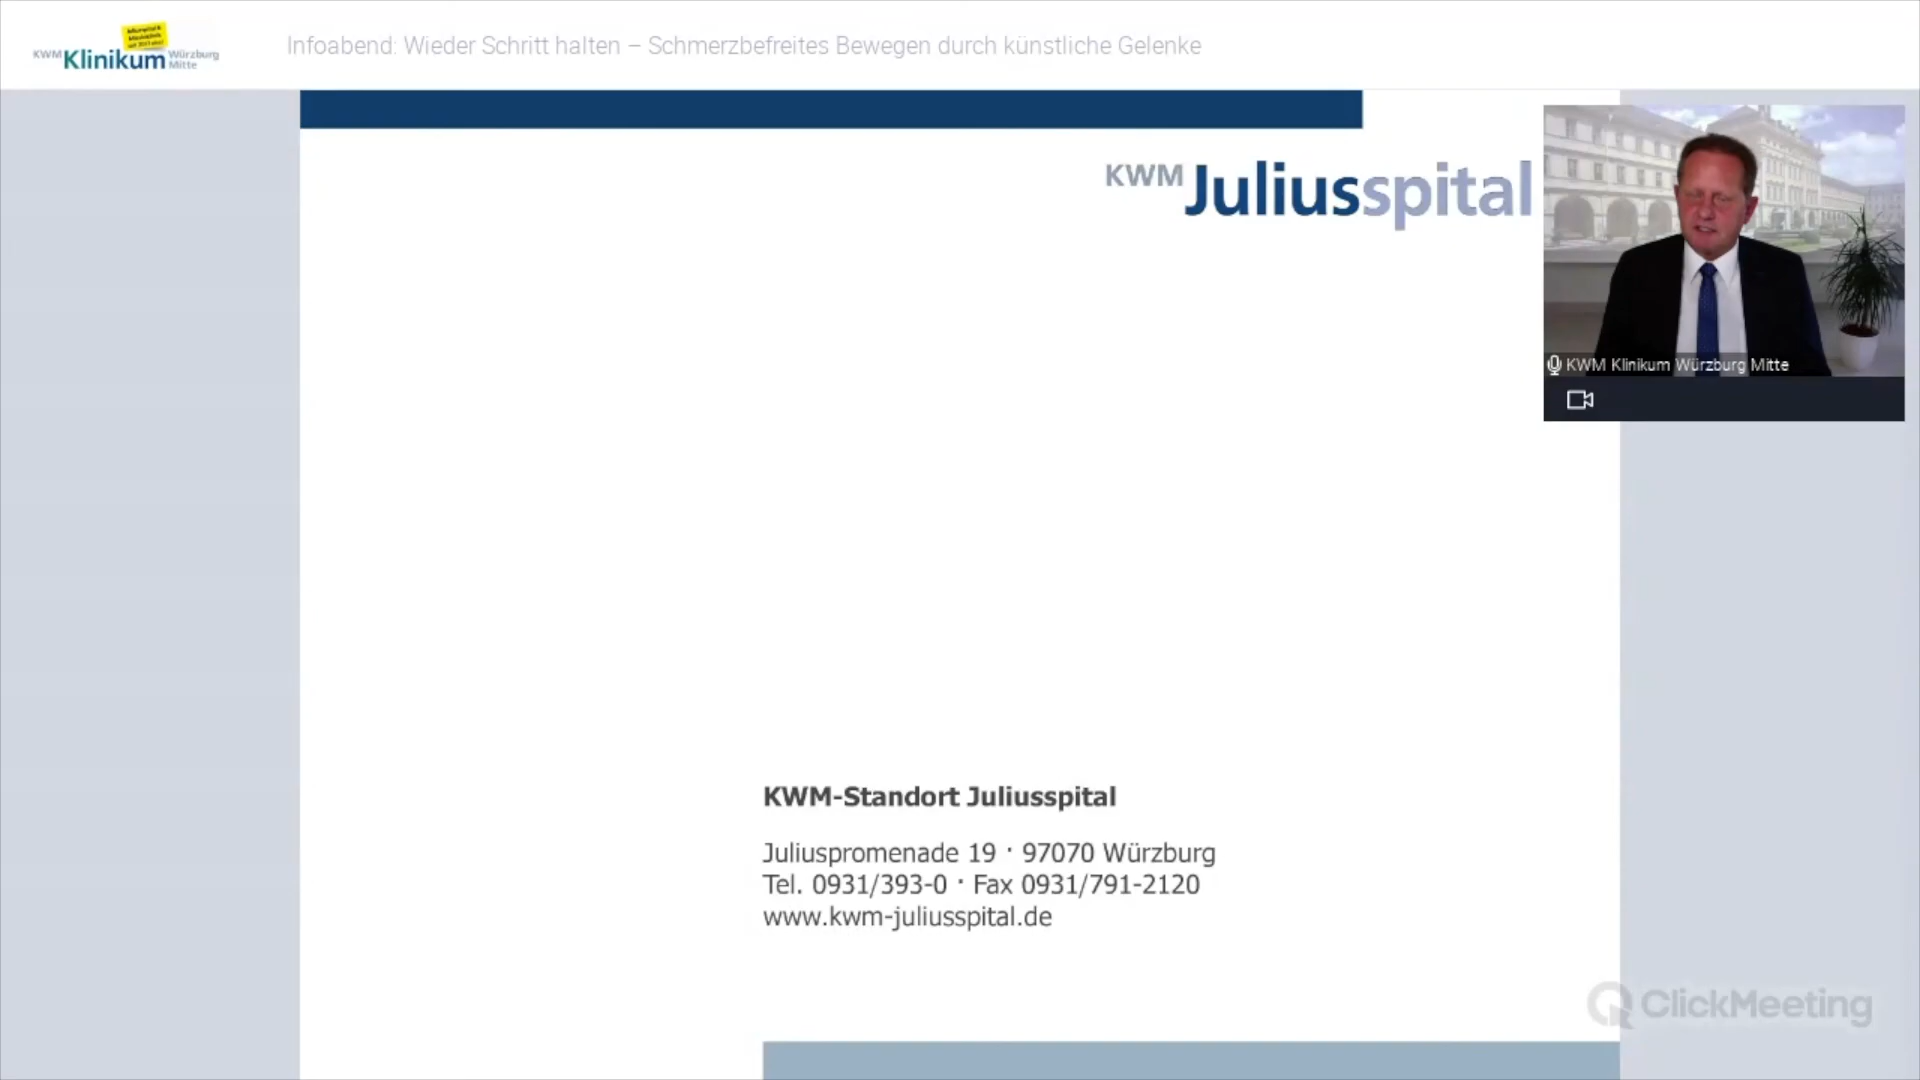 KWM Klinikum Würzburg Mitte
Infoabend: Wieder Schritt halten – Schmerzbefreites Bewegen durch künstliche Gelenke
KWM Juliusspital
KWM Klinikum Würzburg Mitte
KWM-Standort Juliusspital
Juliuspromenade 19 · 97070 Würzburg
Tel. 0931/393-0 · Fax 0931/791-2120
www.kwm-juliusspital.de
ClickMeeting